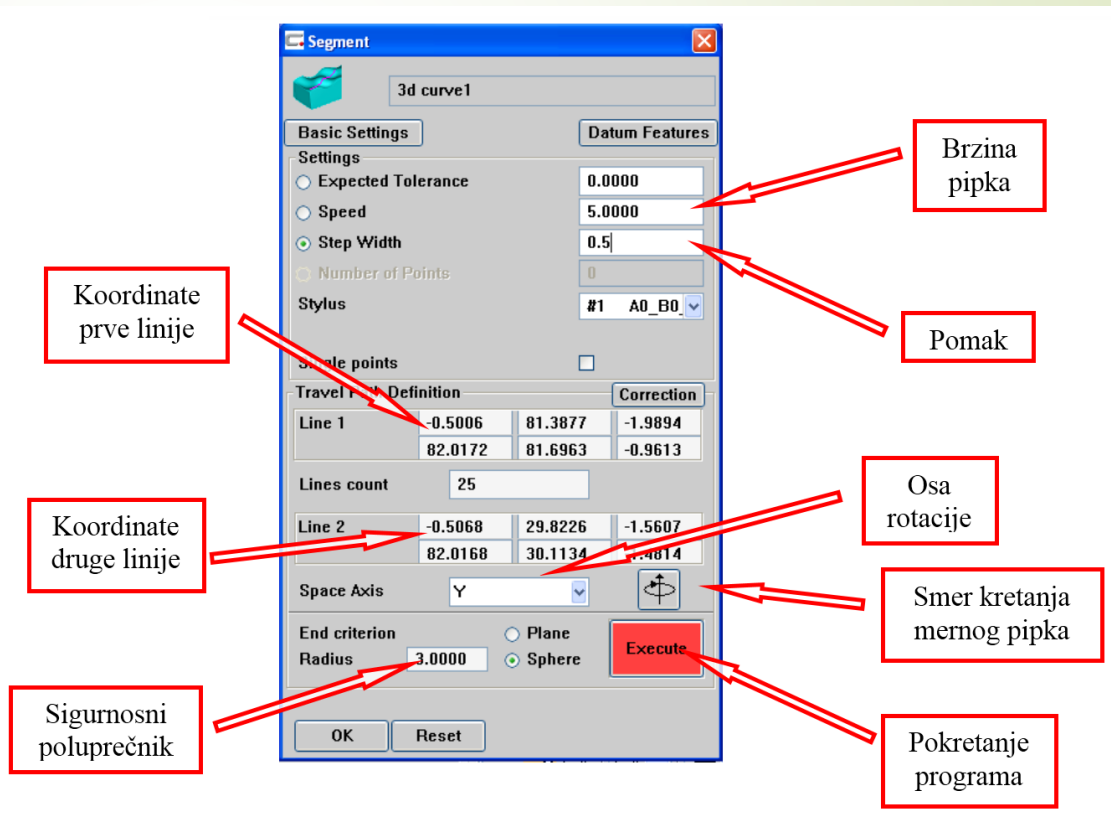 Segment
3d curve1
Basic Settings
Datum Features
Settings
Expected Tolerance 0.0000
Speed 5.0000
Step Width 0.5
Number of Points 0
Stylus #1 A0_B0_
points
Travel Definition
Correction
Line 1 -0.5006 81.3877 -1.9894
82.0172 81.6963 -0.9613
Lines count 25
Line 2 -0.5068 29.8226 -1.5607
82.0168 30.1134
Space Axis Y
End criterion Plane
Radius 3.0000 Sphere
Execute
OK Reset
Brzina
pipka
Koordinate
prve linije
Pomak
Osa
rotacije
Koordinate
druge linije
Smer kretanja
mernog pipka
Sigurnosni
poluprečnik
Pokretanje
programa